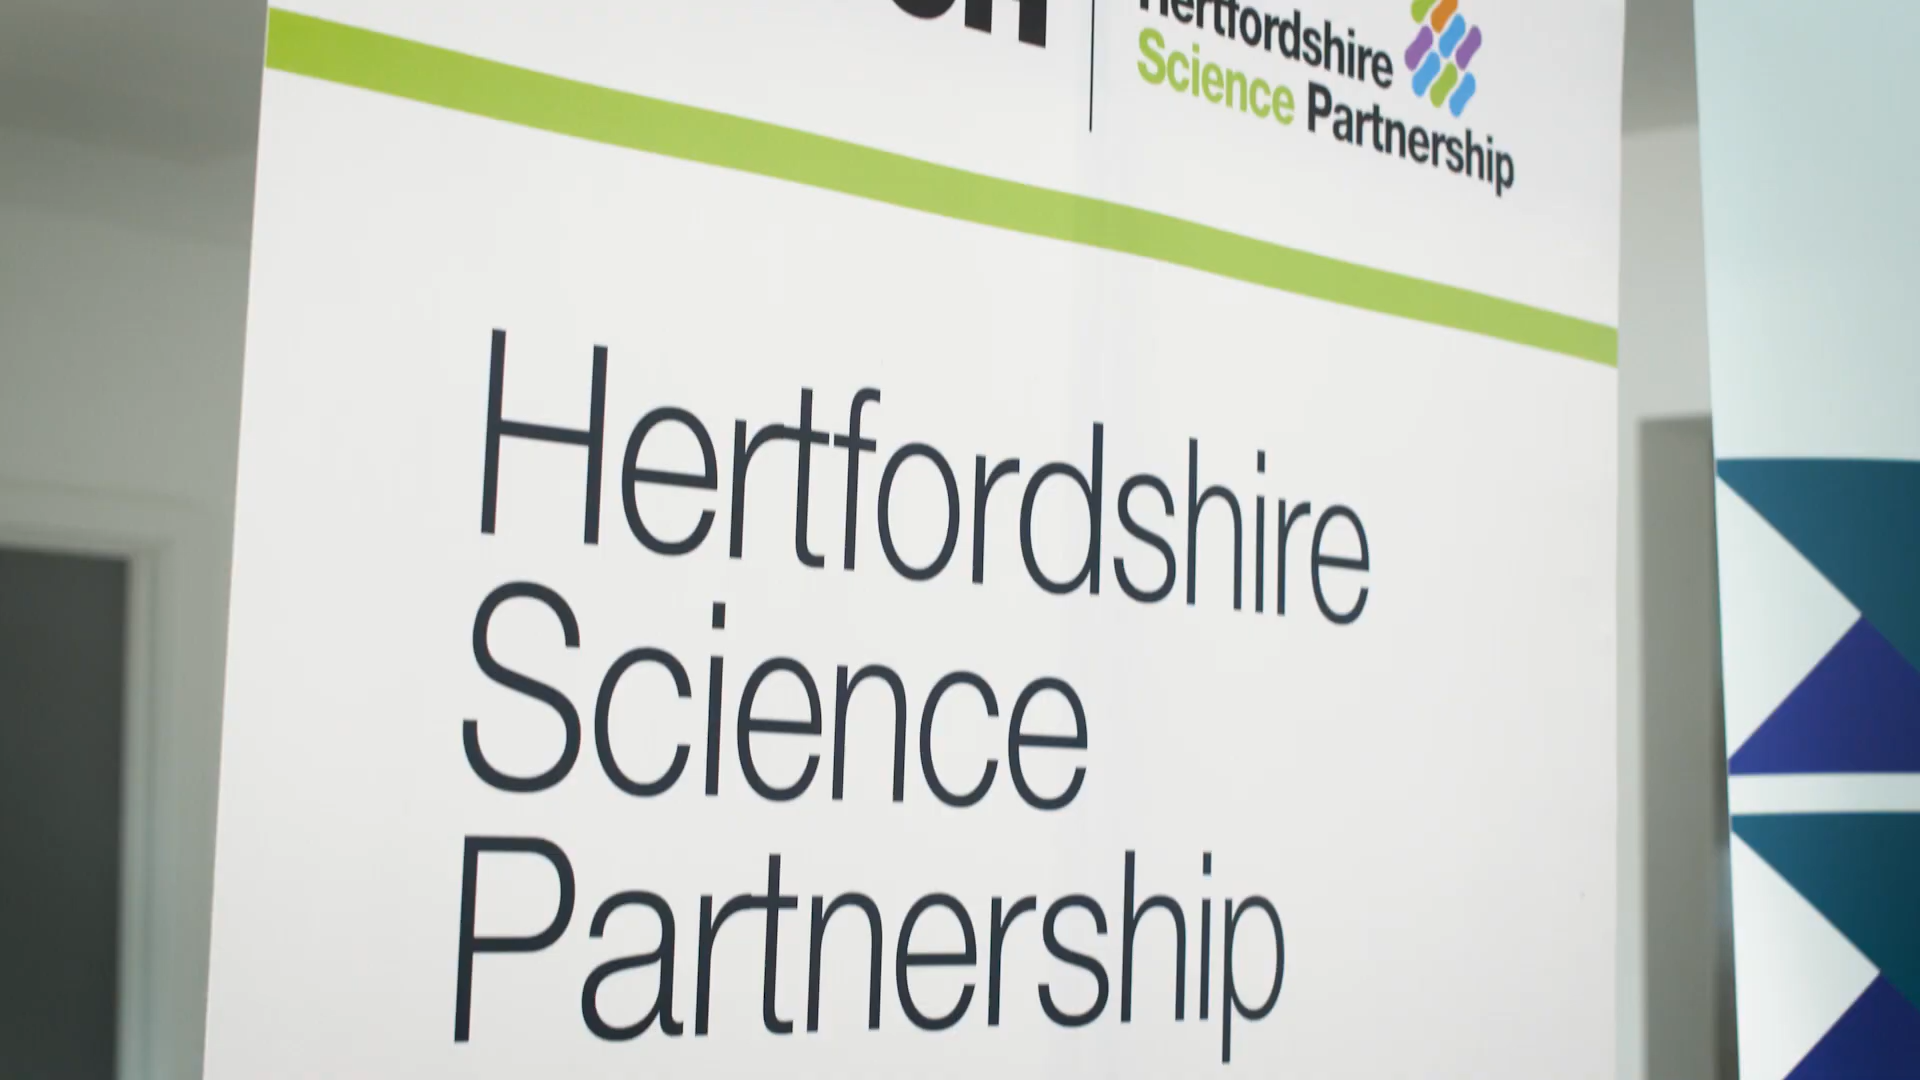 Hertfordshire
Science Partnership
Hertfordshire
Science
Partnership